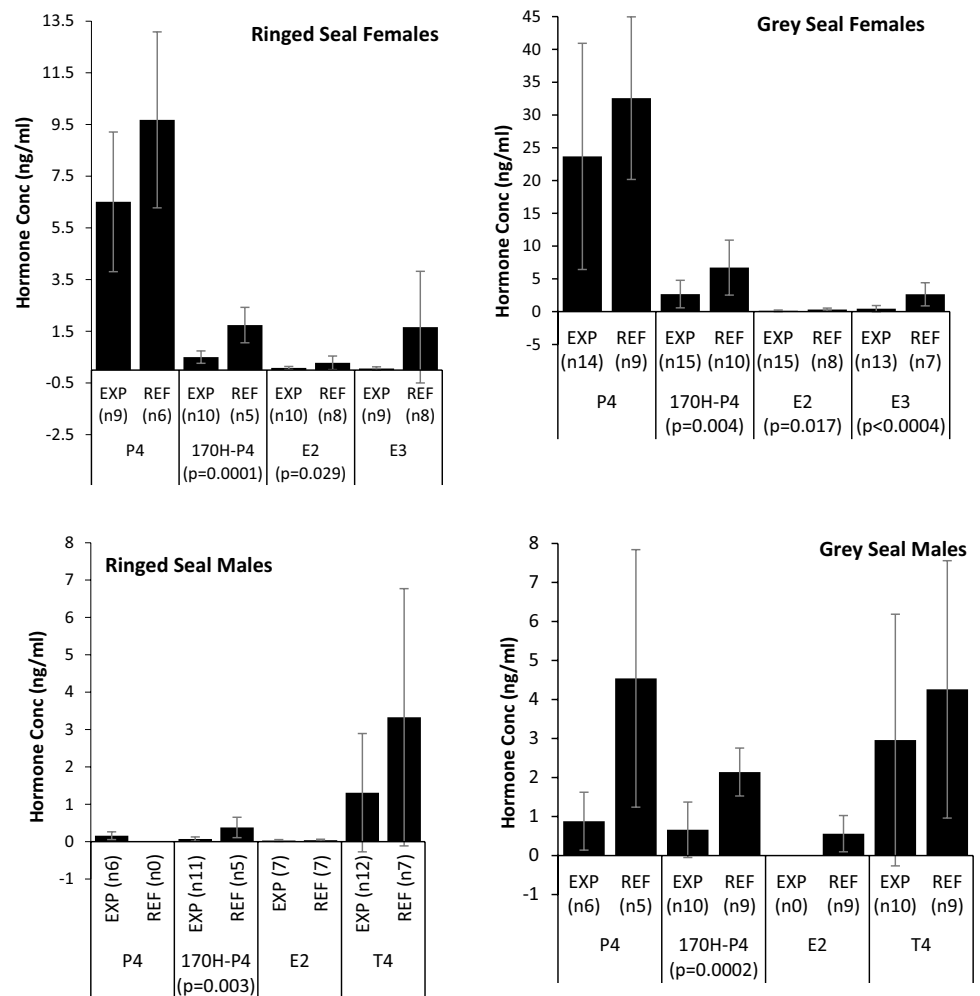 Ringed Seal Females
Hormone Conc (ng/ml)
13.5
11.5
9.5
7.5
5.5
3.5
1.5
-0.5
-2.5
EXP REF EXP REF EXP REF EXP REF
(n9) (n6) (n10) (n5) (n10) (n8) (n9) (n8)
P4 170H-P4 E2 E3
(p=0.0001) (p=0.029)
Grey Seal Females
Hormone Conc (ng/ml)
45
40
35
30
25
20
15
10
5
0
-5
EXP REF EXP REF EXP REF EXP REF
(n14) (n9) (n15) (n10) (n15) (n8) (n13) (n7)
P4 170H-P4 E2 E3
(p=0.004) (p=0.017) (p<0.0004)
Ringed Seal Males
Hormone Conc (ng/ml)
8
7
6
5
4
3
2
1
0
-1
EXP (n6) REF (n0) EXP (n11) REF (n5) EXP (7) REF (7) EXP (n12) REF (n7)
P4 170H-P4 E2 T4
(p=0.003)
Grey Seal Males
Hormone Conc (ng/ml)
8
7
6
5
4
3
2
1
0
-1
EXP REF EXP REF EXP REF EXP REF
(n6) (n5) (n10) (n9) (n0) (n9) (n10) (n9)
P4 170H-P4 E2 T4
(p=0.0002)